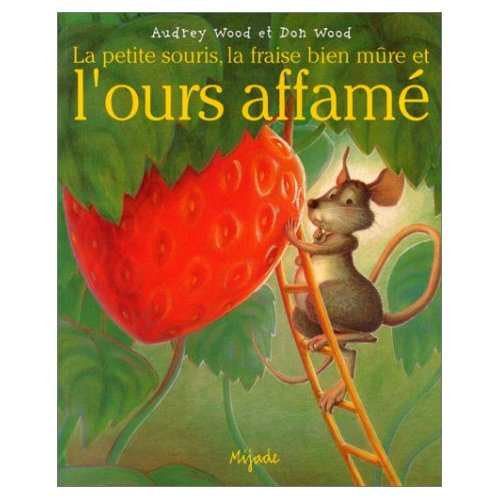 Audrey Wood et Don Wood
La petite souris, la fraise bien mûre et
l'ours affamé
Mijade